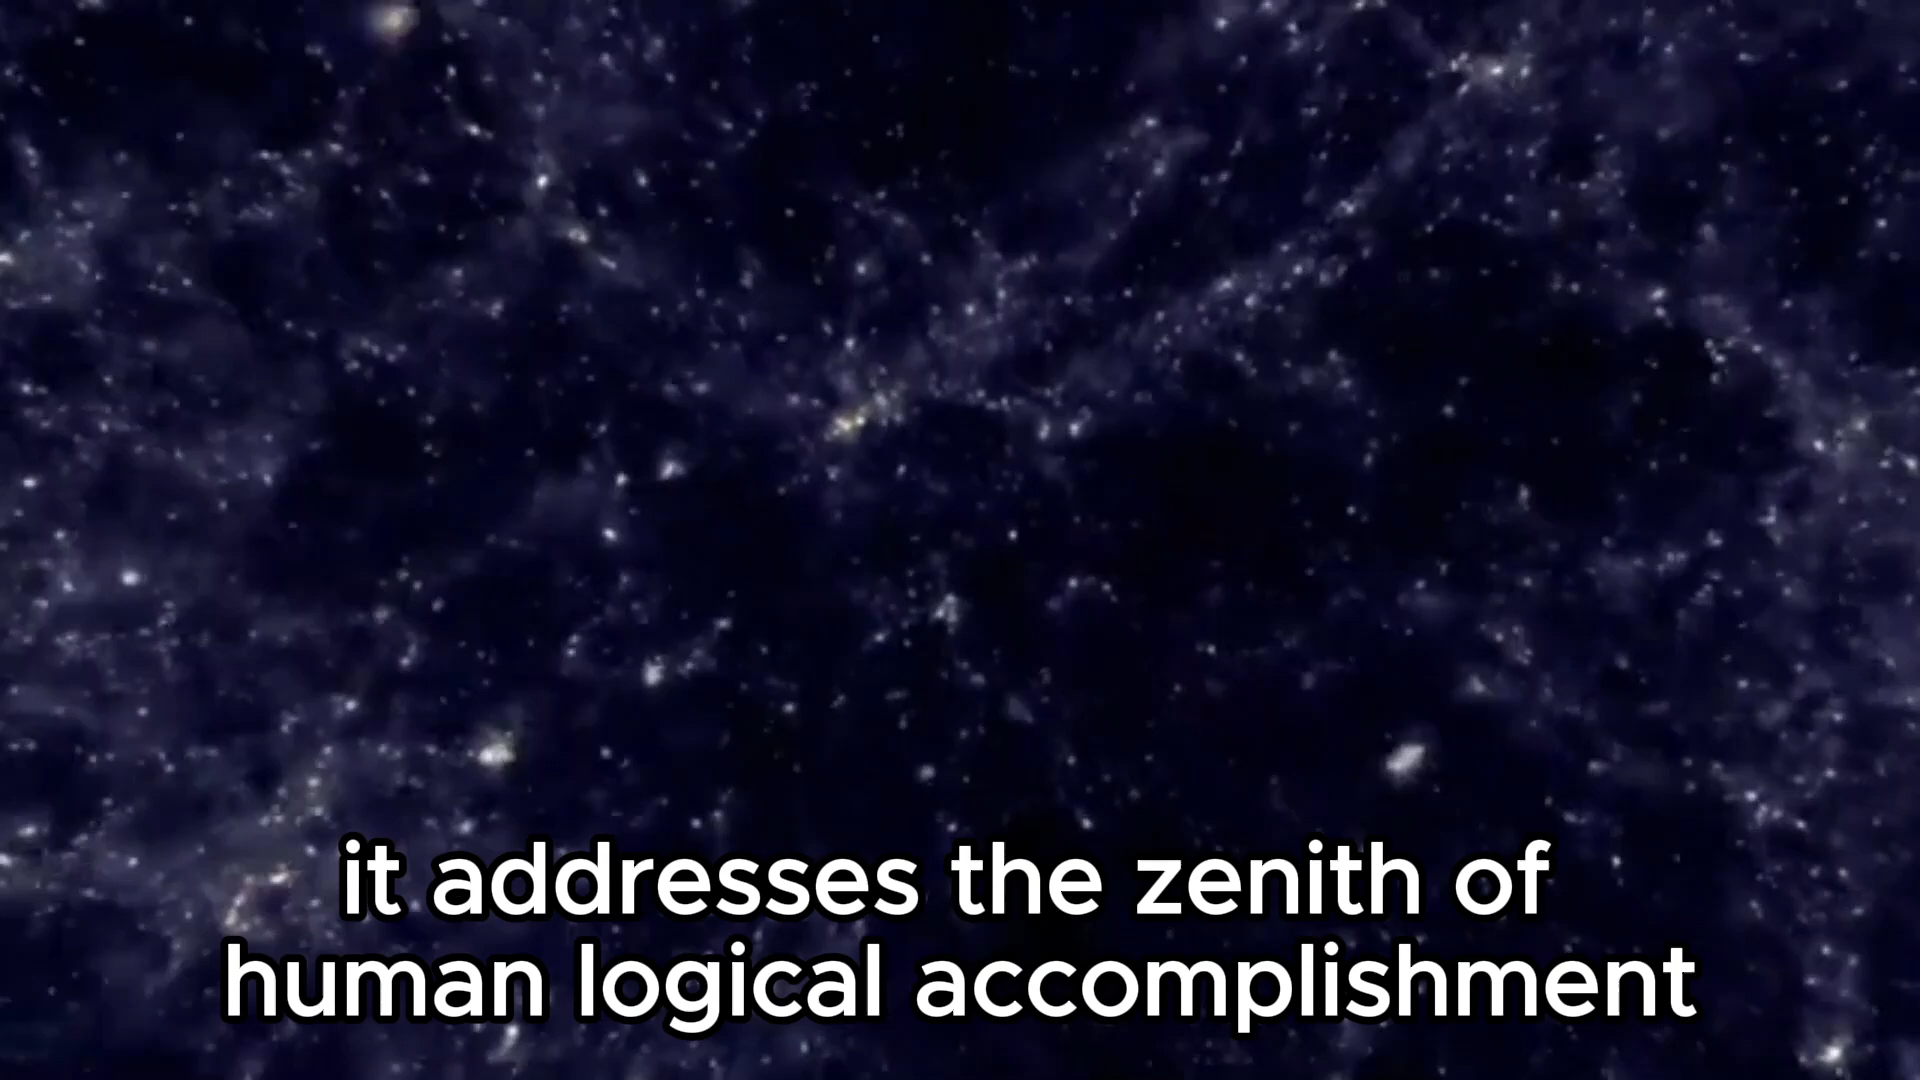 it addresses the zenith of
human logical accomplishment